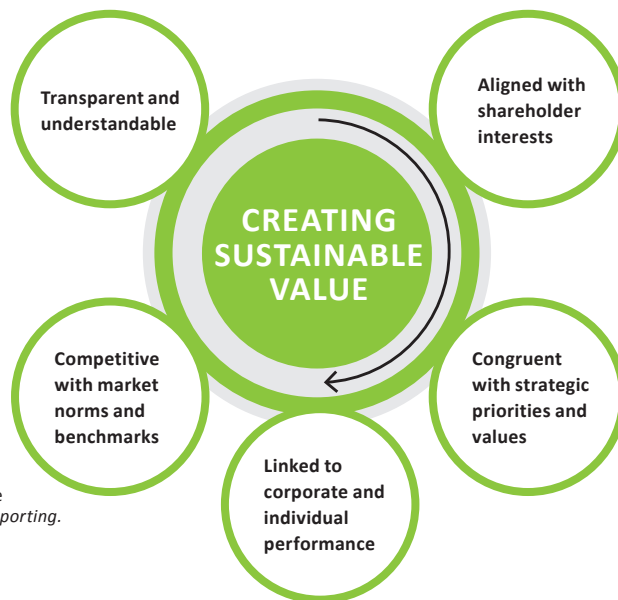 Transparent and
understandable
Aligned with
shareholder
interests
CREATING
SUSTAINABLE
VALUE
Competitive
with market
norms and
benchmarks
Congruent
with strategic
priorities and
values
Linked to
corporate and
individual
performance
porting.